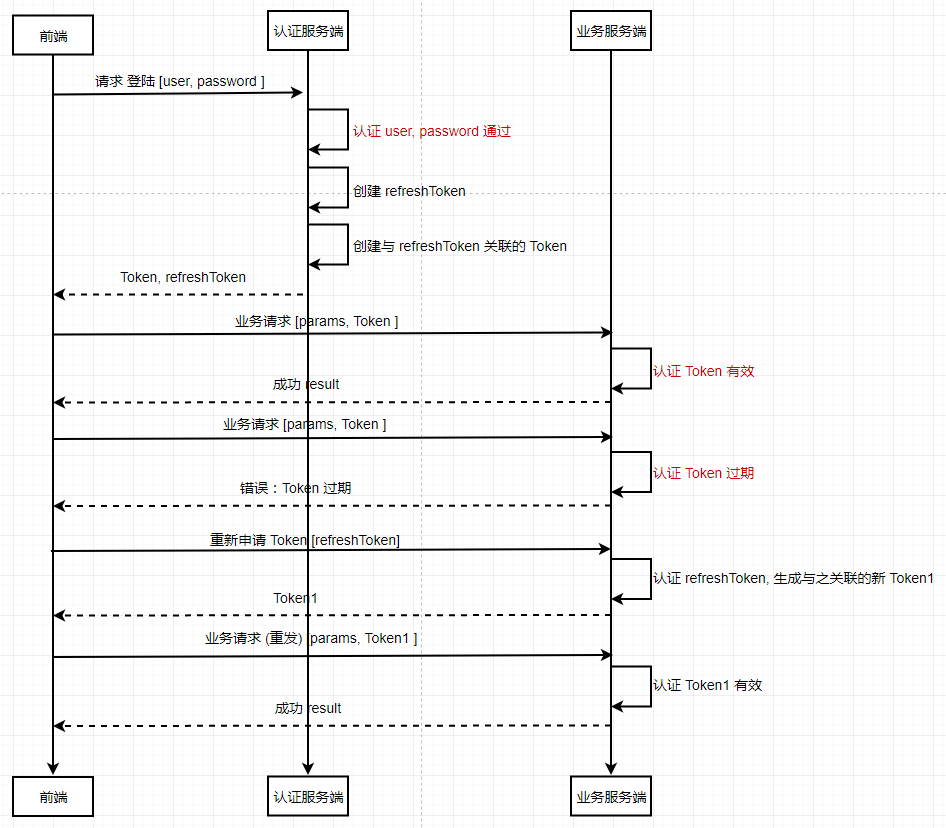 前端
认证服务端
业务服务端
请求 登陆 [user, password ]
认证 user, password 通过
创建 refreshToken
创建与 refreshToken 关联的 Token
Token, refreshToken
业务请求 [params, Token ]
认证 Token 有效
成功 result
业务请求 [params, Token ]
认证 Token 过期
错误：Token 过期
重新申请 Token [refreshToken]
认证 refreshToken, 生成与之关联的新 Token1
Token1
业务请求 (重发) [params, Token1 ]
认证 Token1 有效
成功 result
前端
认证服务端
业务服务端